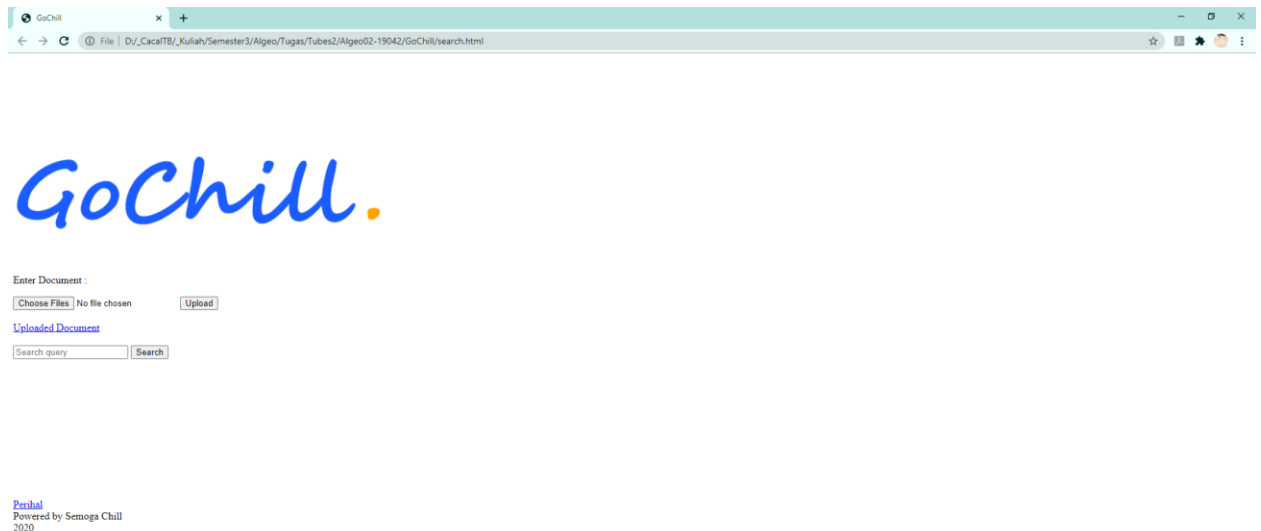 GoChill
File D:/_CacaITB/_Kuliah/Semester3/Algeo/Tugas/Tubes2/Algeo02-19042/GoChill/search.html
GoChill.
Enter Document :
Choose Files No file chosen Upload
Uploaded Document
Search query Search
Perihal
Powered by Semoga Chill
2020